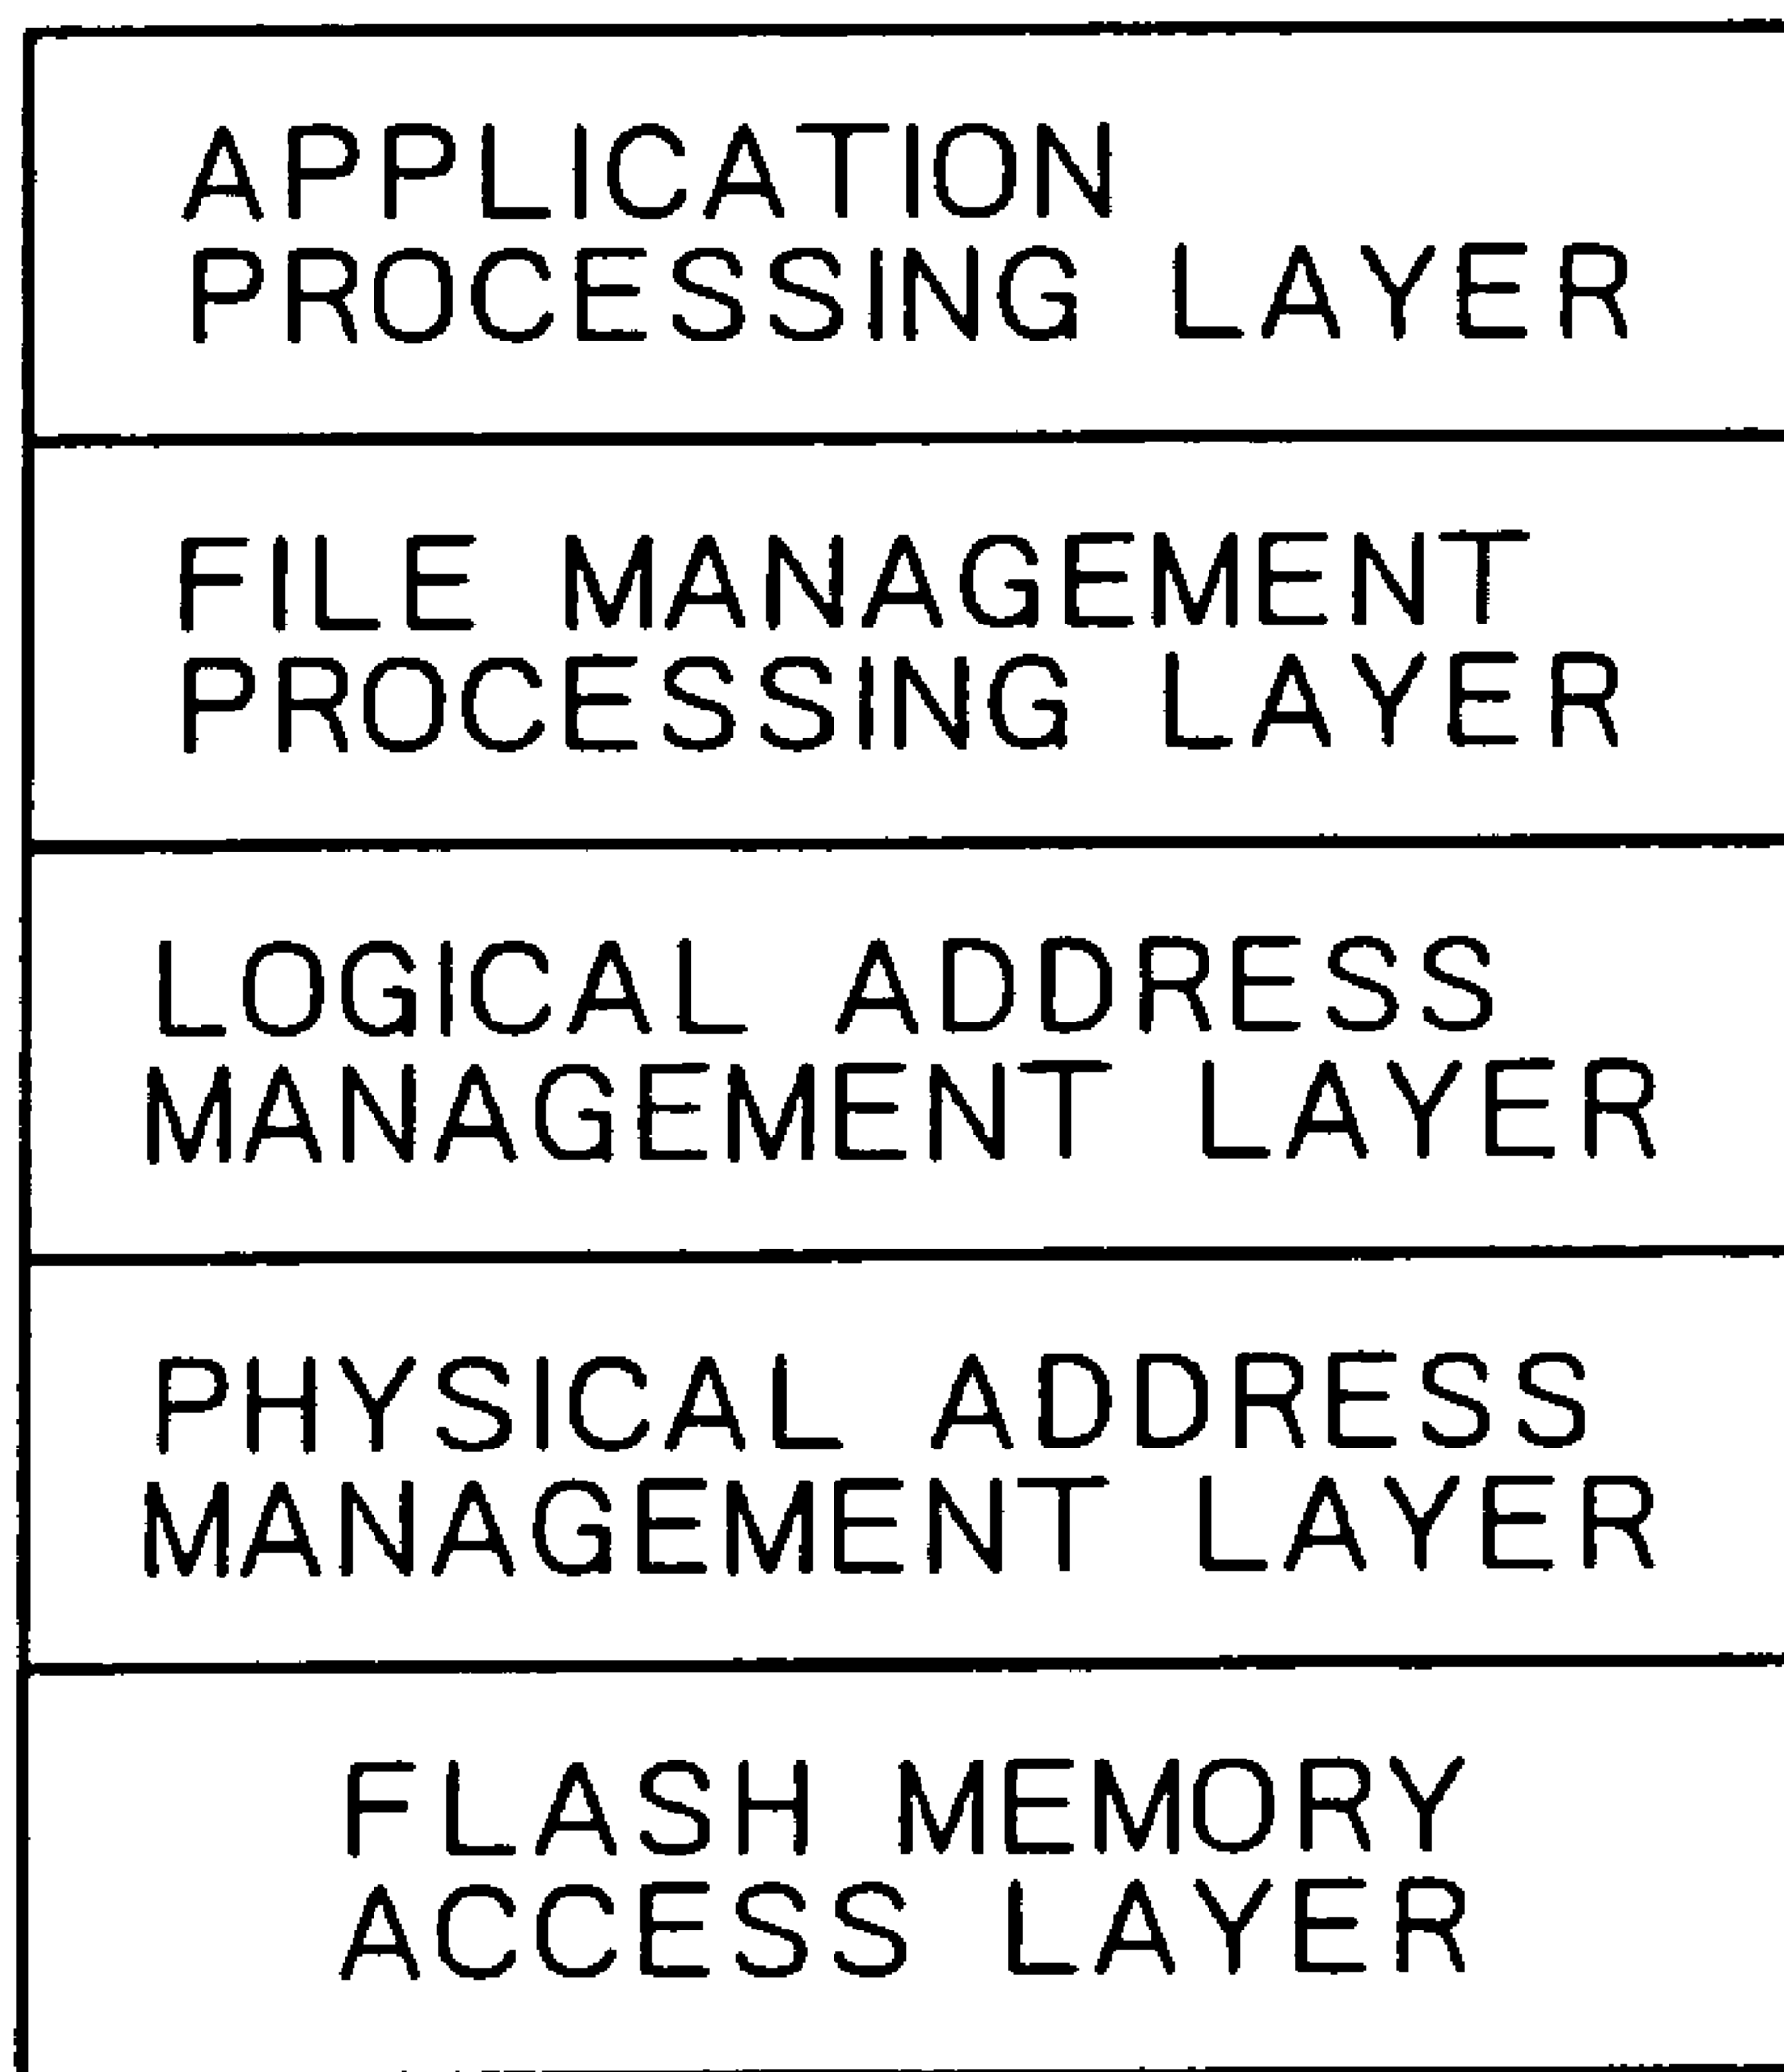 APPLICATION
PROCESSING LAYER
FILE MANAGEMENT
PROCESSING LAYER
LOGICAL ADDRESS
MANAGEMENT LAYER
PHYSICAL ADDRESS
MANAGEMENT LAYER
FLASH MEMORY
ACCESS LAYER